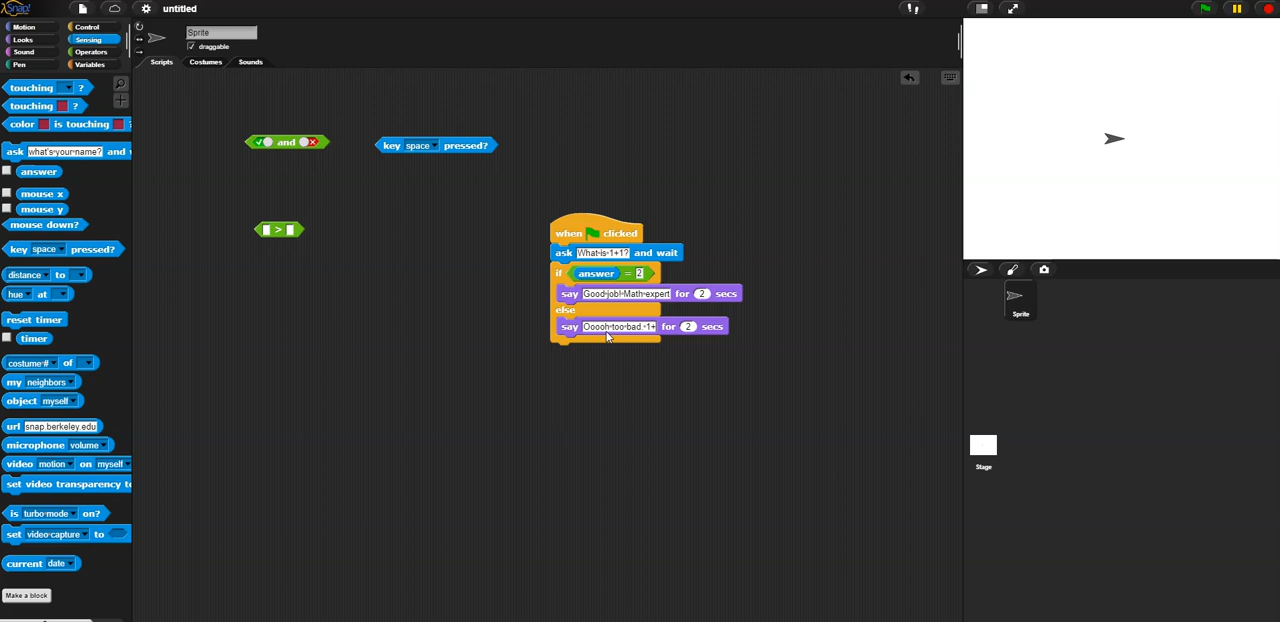 Snap!
untitled
Motion
Control
Looks
Sensing
Sound
Operators
Pen
Variables
Sprite
draggable
Scripts
Costumes
Sounds
touching ?
touching ?
color is touching ?
ask what's·your·name? and
answer
mouse x
mouse y
mouse down?
key space pressed?
distance to
hue at
reset timer
timer
costume·# of
my neighbors
object myself
url snap.berkeley.edu
microphone volume
video motion on myself
set video transparency to
is turbo·mode on?
set video·capture to
current date
Make a block
and
key space pressed?
>
when clicked
ask What·is·1+1? and wait
if answer = 2
say Good·job!·Math·expert for 2 secs
else
say Ooooh·too·bad.·1+ for 2 secs
Sprite
Stage